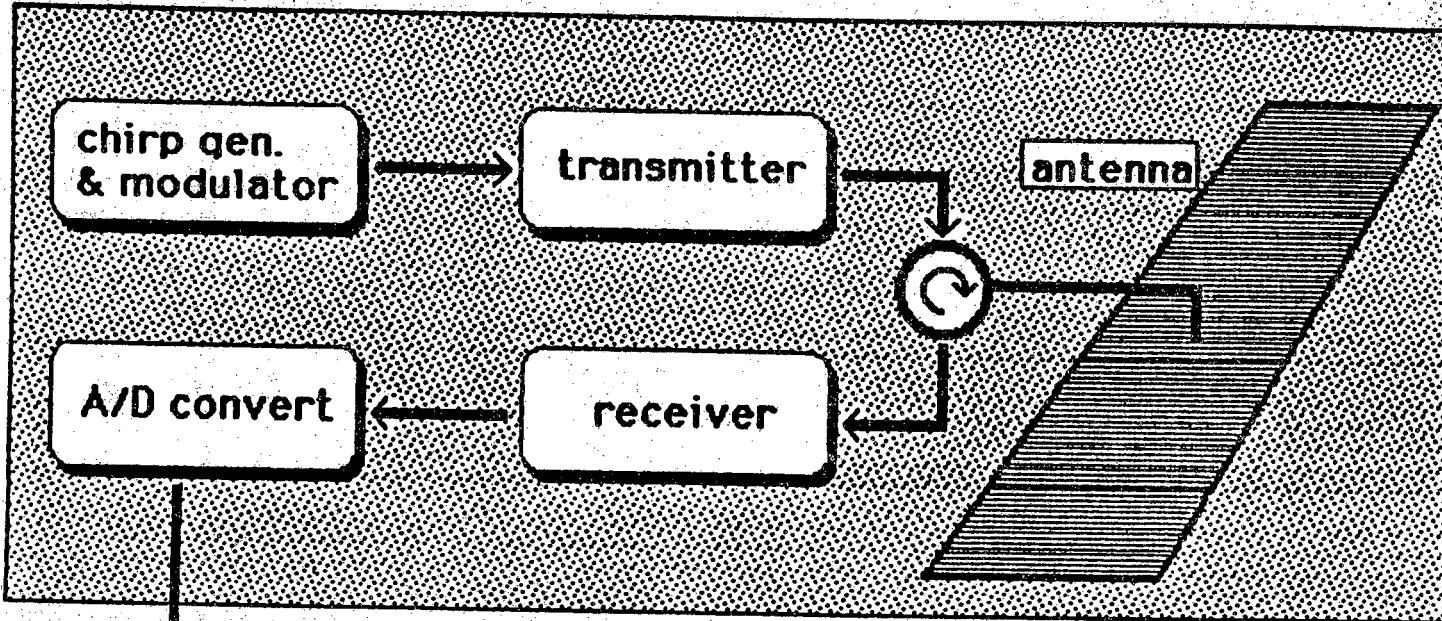 chirp gen.
& modulator
transmitter
antenna
A/D convert
receiver